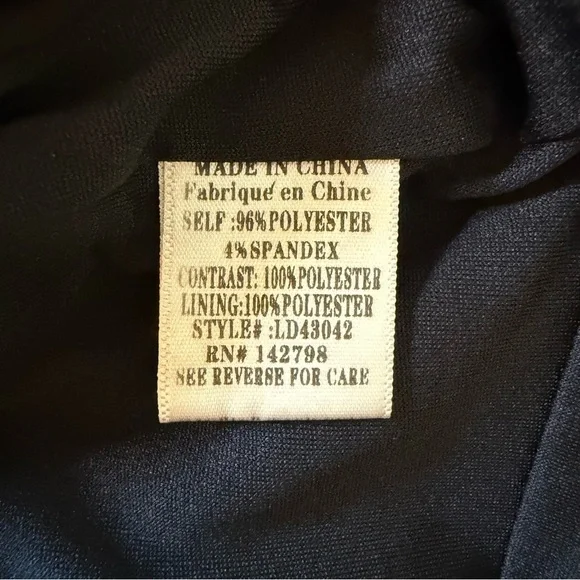 MADE IN CHINA
Fabriqué en Chine
SELF :96%POLYESTER
4%SPANDEX
CONTRAST: 100%POLYESTER
LINING:100%POLYESTER
STYLE# :LD43042
RN# 142798
SEE REVERSE FOR CARE